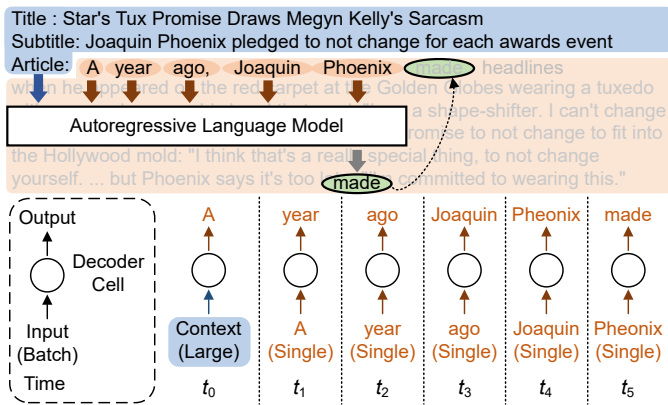 Title : Star's Tux Promise Draws Megyn Kelly's Sarcasm
Subtitle: Joaquin Phoenix pledged to not change for each awards event
Article: A year ago, Joaquin Phoenix made headlines
when he appeared on the red carpet at the Golden Globes wearing a tuxedo
a shape-shifter. I can't change
Autoregressive Language Model
promise to not change to fit into
the Hollywood mold: "I think that's a really special thing, to not change
yourself. ... but Phoenix says it's too committed to wearing this."
made
Output A year ago Joaquin Pheonix made
Decoder
Cell
Input Context A year ago Joaquin Pheonix
(Batch) (Large) (Single) (Single) (Single) (Single) (Single)
Time t0 t1 t2 t3 t4 t5